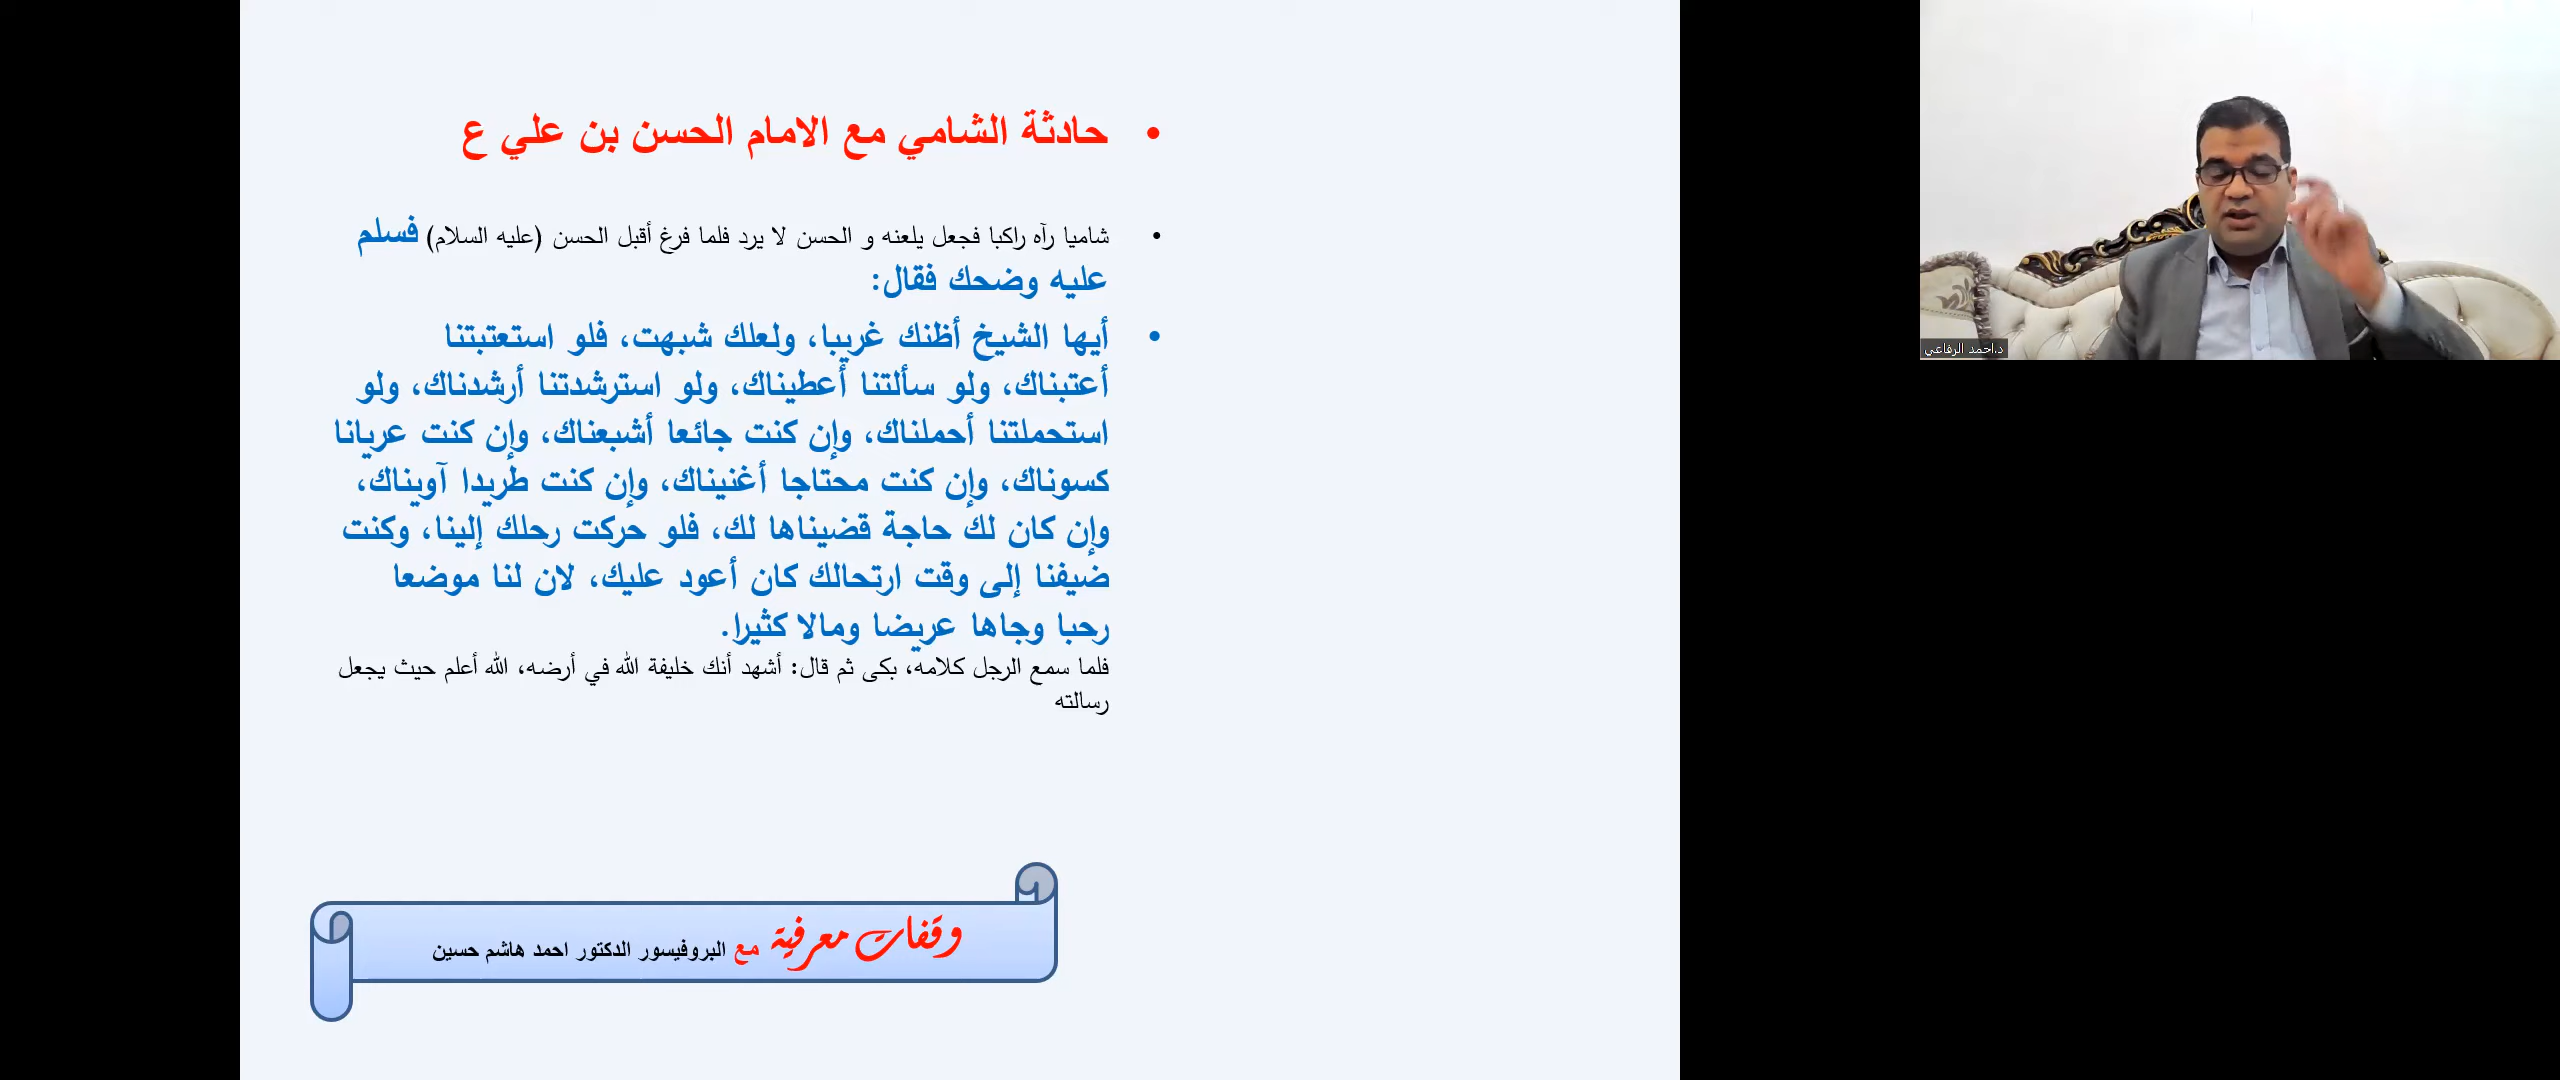 • حادثة الشامي مع الامام الحسن بن علي ع
• شاميا رآه راكبا فجعل يلعنه و الحسن لا يرد فلما فرغ أقبل الحسن (عليه السلام) فسلم
عليه وضحك فقال:
• أيها الشيخ أظنك غريبا، ولعلك شبهت، فلو استعتبتنا
أعتبناك، ولو سألتنا أعطيناك، ولو استرشدتنا أرشدناك، ولو
استحملتنا أحملناك، وإن كنت جائعا أشبعناك، وإن كنت عريانا
كسوناك، وإن كنت محتاجا أغنيناك، وإن كنت طريدا آويناك،
وإن كان لك حاجة قضيناها لك، فلو حركت رحلك إلينا، وكنت
ضيفنا إلى وقت ارتحالك كان أعود عليك، لان لنا موضعا
رحبا وجاها عريضا ومالا كثيرا.
فلما سمع الرجل كلامه، بكى ثم قال: أشهد أنك خليفة الله في أرضه، الله أعلم حيث يجعل
رسالته
وقفات معرفية مع البروفيسور الدكتور احمد هاشم حسين
د.احمد الرفاعي